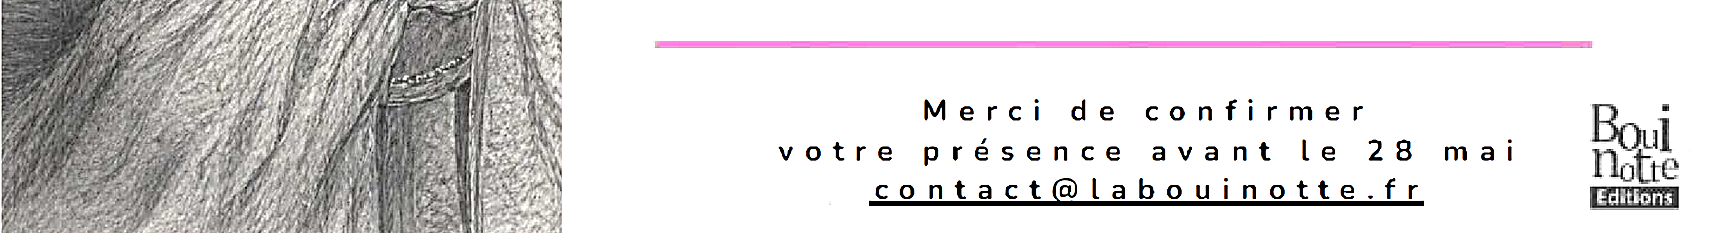 Merci de confirmer
votre présence avant le 28 mai
contact@labouinotte.fr
Boui
notte
Editions